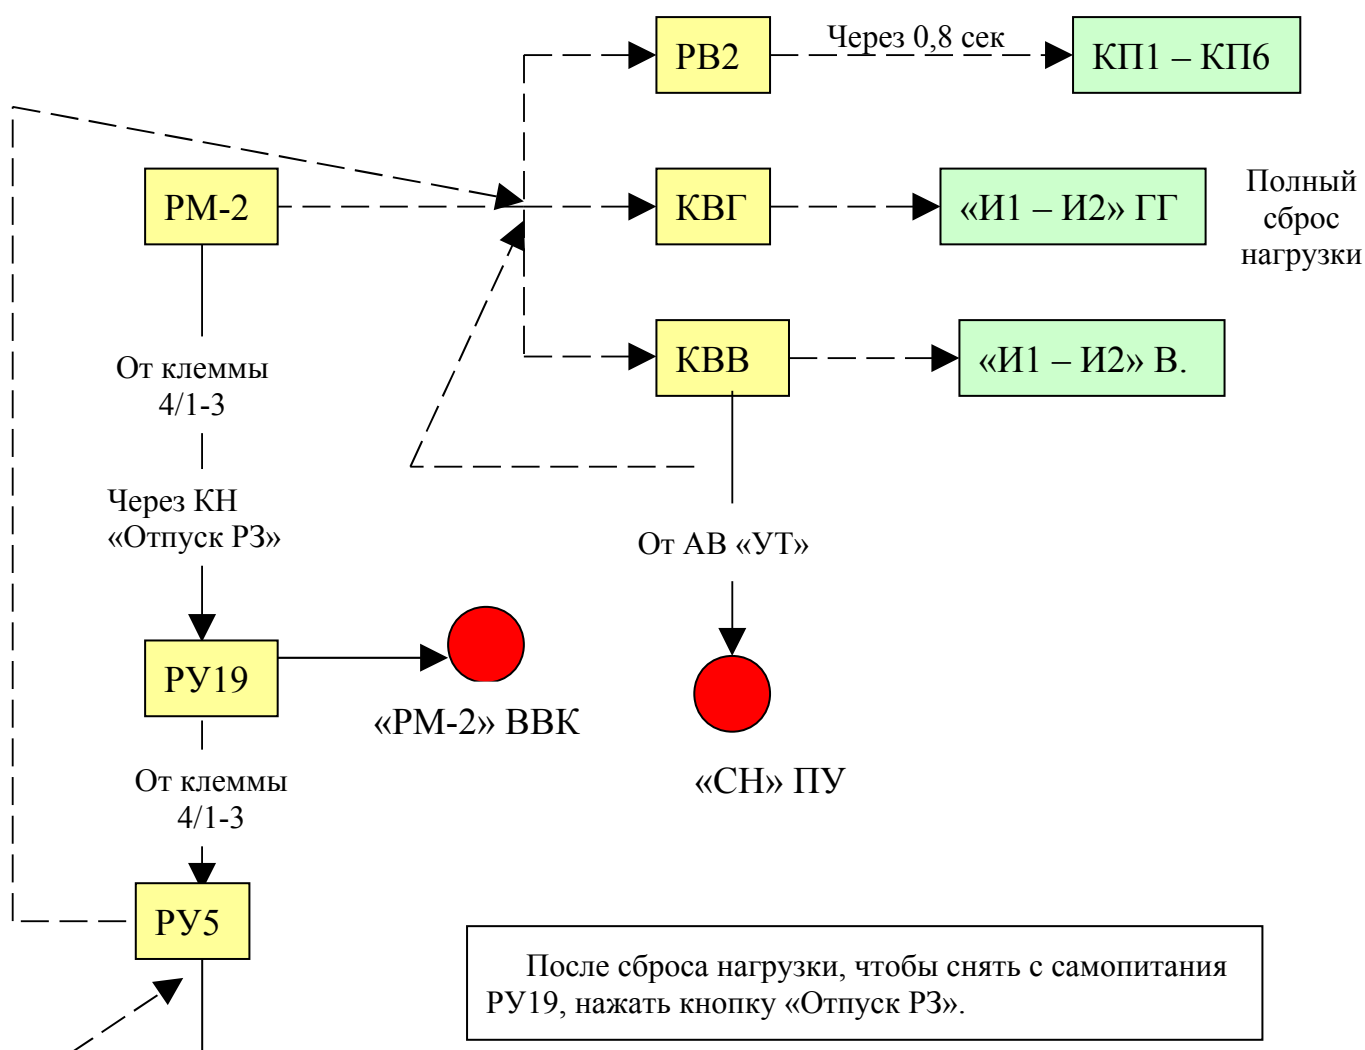 РВ2
Через 0,8 сек
КП1 – КП6
РМ-2
КВГ
«И1 – И2» ГГ
Полный
сброс
нагрузки
КВВ
«И1 – И2» В.
От клеммы
4/1-3
Через КН
«Отпуск РЗ»
От АВ «УТ»
РУ19
«РМ-2» ВВК
«СН» ПУ
От клеммы
4/1-3
РУ5
После сброса нагрузки, чтобы снять с самопитания
РУ19, нажать кнопку «Отпуск РЗ».